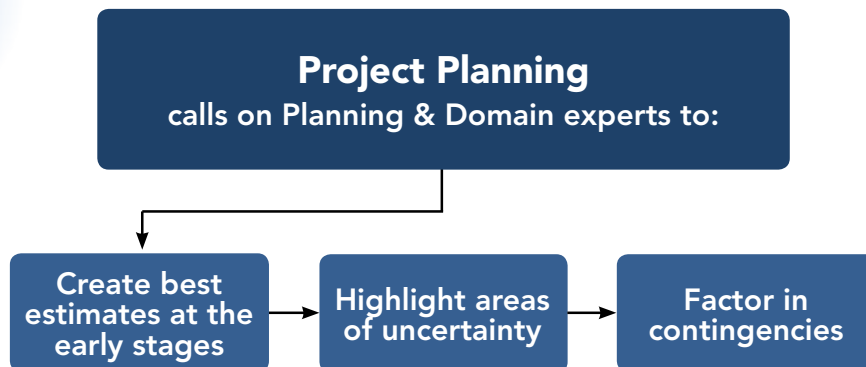 Project Planning
calls on Planning & Domain experts to:
Create best
estimates at the
early stages
Highlight areas
of uncertainty
Factor in
contingencies